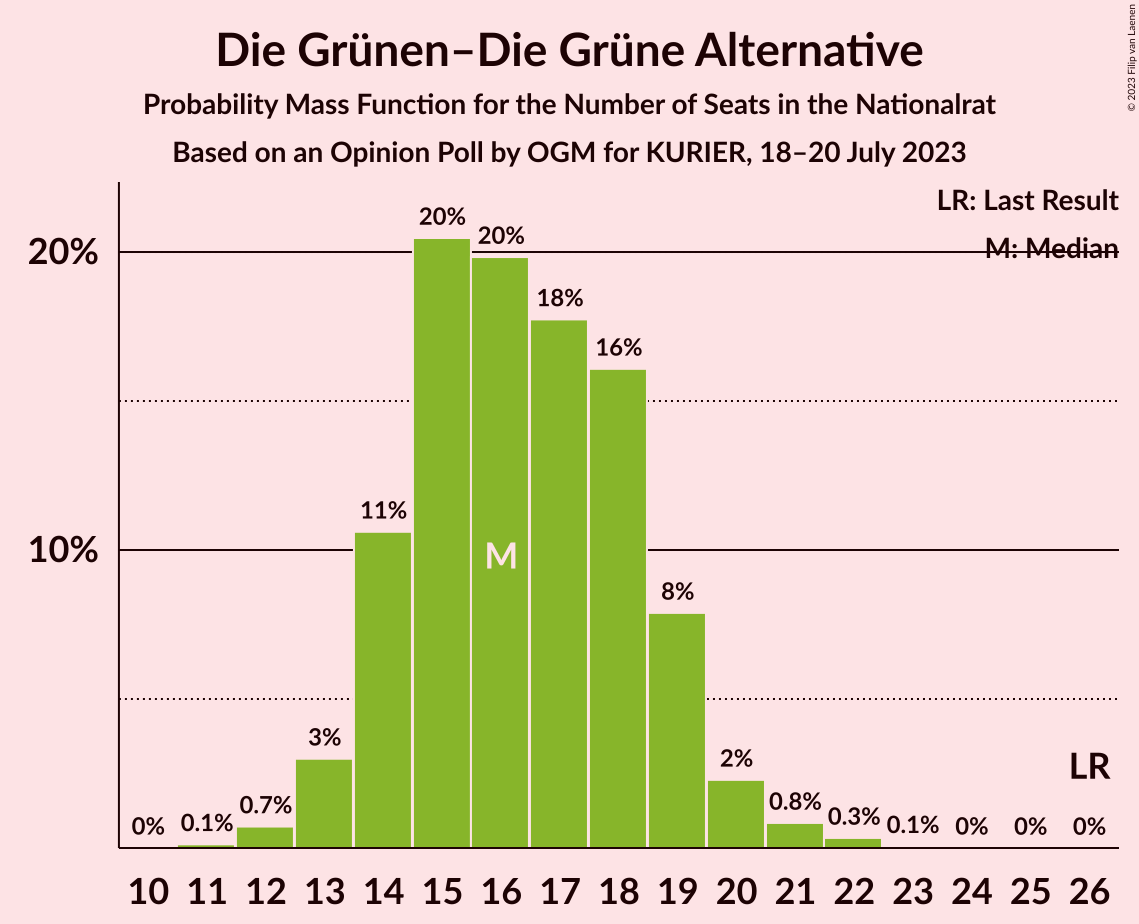 Die Grünen–Die Grüne Alternative
Probability Mass Function for the Number of Seats in the Nationalrat
Based on an Opinion Poll by OGM for KURIER, 18–20 July 2023
© 2023 Filip van Laenen
LR: Last Result
M: Median
20%
10%
0%
0.1%
0.7%
3%
11%
20%
20%
18%
16%
8%
2%
0.8%
0.3%
0.1%
0%
0%
0%
M
LR
10 11 12 13 14 15 16 17 18 19 20 21 22 23 24 25 26